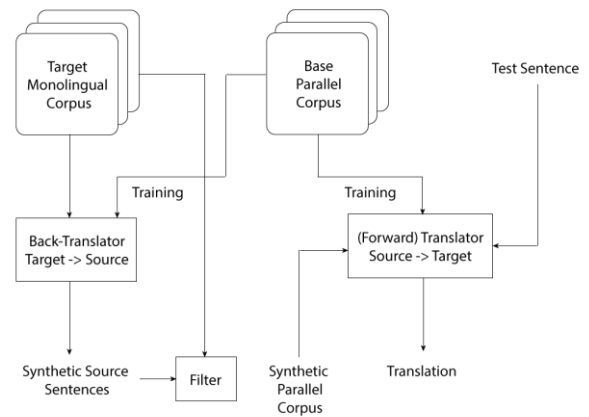 Target
Monolingual
Corpus
Base
Parallel
Corpus
Test Sentence
Training
Training
Back-Translator
Target -> Source
(Forward) Translator
Source -> Target
Synthetic Source
Sentences
Filter
Synthetic
Parallel
Corpus
Translation